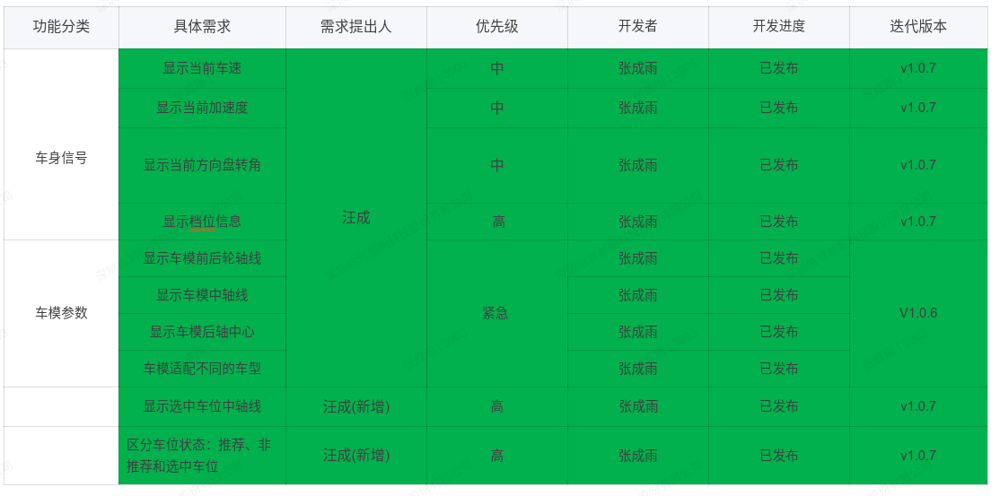 功能分类 具体需求 需求提出人 优先级 开发者 开发进度 迭代版本
显示当前车速 中 张成雨 已发布 v1.0.7
显示当前加速度 中 张成雨 已发布 v1.0.7
车身信号
显示当前方向盘转角 中 张成雨 已发布 v1.0.7
汪成
显示档位信息 高 张成雨 已发布 v1.0.7
显示车模前后轮轴线 张成雨 已发布
显示车模中轴线 张成雨 已发布
车模参数 紧急 V1.0.6
显示车模后轴中心 张成雨 已发布
车模适配不同的车型 张成雨 已发布
显示选中车位中轴线 汪成(新增) 高 张成雨 已发布 v1.0.7
区分车位状态：推荐、非
推荐和选中车位 汪成(新增) 高 张成雨 已发布 v1.0.7